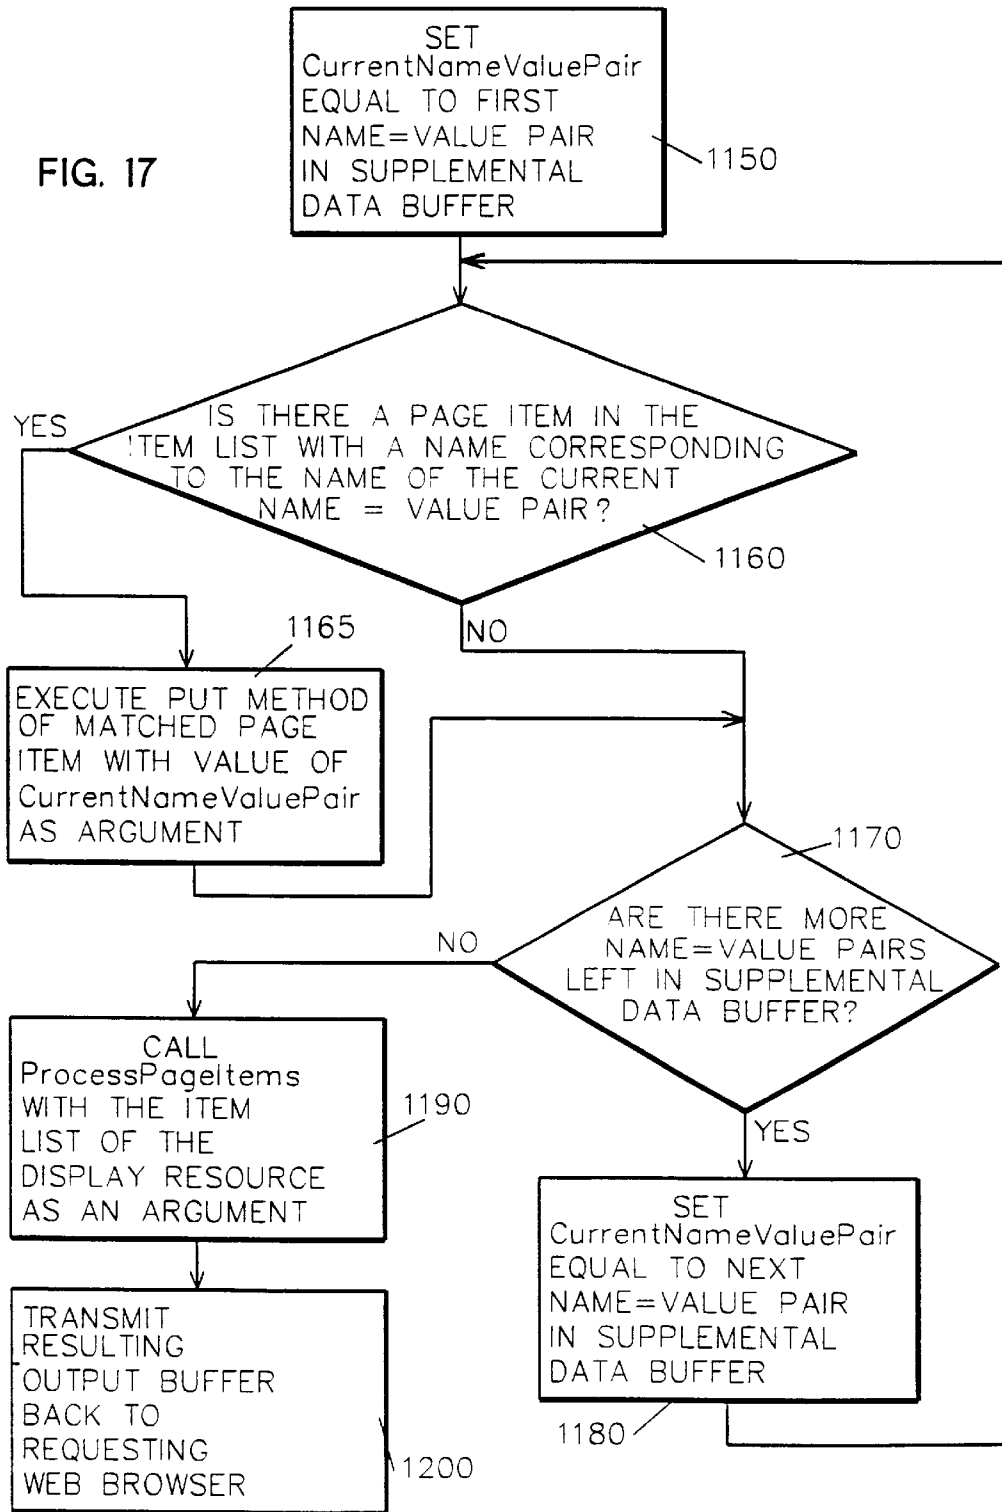 FIG. 17
SET
CurrentNameValuePair
EQUAL TO FIRST
NAME=VALUE PAIR
IN SUPPLEMENTAL
DATA BUFFER
1150
IS THERE A PAGE ITEM IN THE
ITEM LIST WITH A NAME CORRESPONDING
TO THE NAME OF THE CURRENT
NAME = VALUE PAIR?
YES
1160
NO
1165
EXECUTE PUT METHOD
OF MATCHED PAGE
ITEM WITH VALUE OF
CurrentNameValuePair
AS ARGUMENT
1170
ARE THERE MORE
NAME=VALUE PAIRS
LEFT IN SUPPLEMENTAL
DATA BUFFER?
NO
YES
CALL
ProcessPageItems
WITH THE ITEM
LIST OF THE
DISPLAY RESOURCE
AS AN ARGUMENT
1190
SET
CurrentNameValuePair
EQUAL TO NEXT
NAME=VALUE PAIR
IN SUPPLEMENTAL
DATA BUFFER
1180
TRANSMIT
RESULTING
OUTPUT BUFFER
BACK TO
REQUESTING
WEB BROWSER
1200